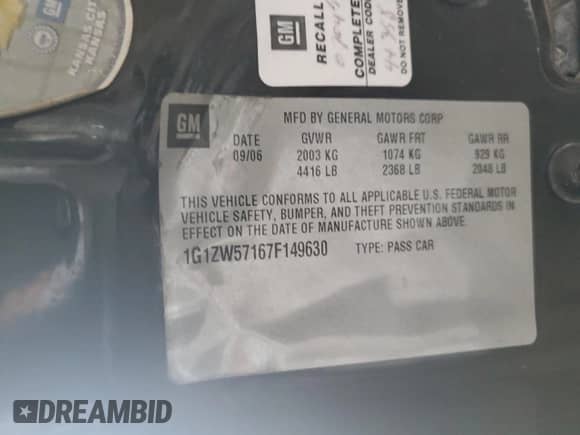 KANSAS CITY
KANSAS
GM
RECALL
COMPLETE
DEALER CODE
DO NOT REMOVE
GM
MFD BY GENERAL MOTORS CORP
DATE GVWR GAWR FRT GAWR RR
09/06 2003 KG 1074 KG 929 KG
4416 LB 2368 LB 2048 LB
THIS VEHICLE CONFORMS TO ALL APPLICABLE U.S. FEDERAL MOTOR
VEHICLE SAFETY, BUMPER, AND THEFT PREVENTION STANDARDS IN
EFFECT ON THE DATE OF MANUFACTURE SHOWN ABOVE.
1G1ZW57167F149630 TYPE: PASS CAR
DREAMBID